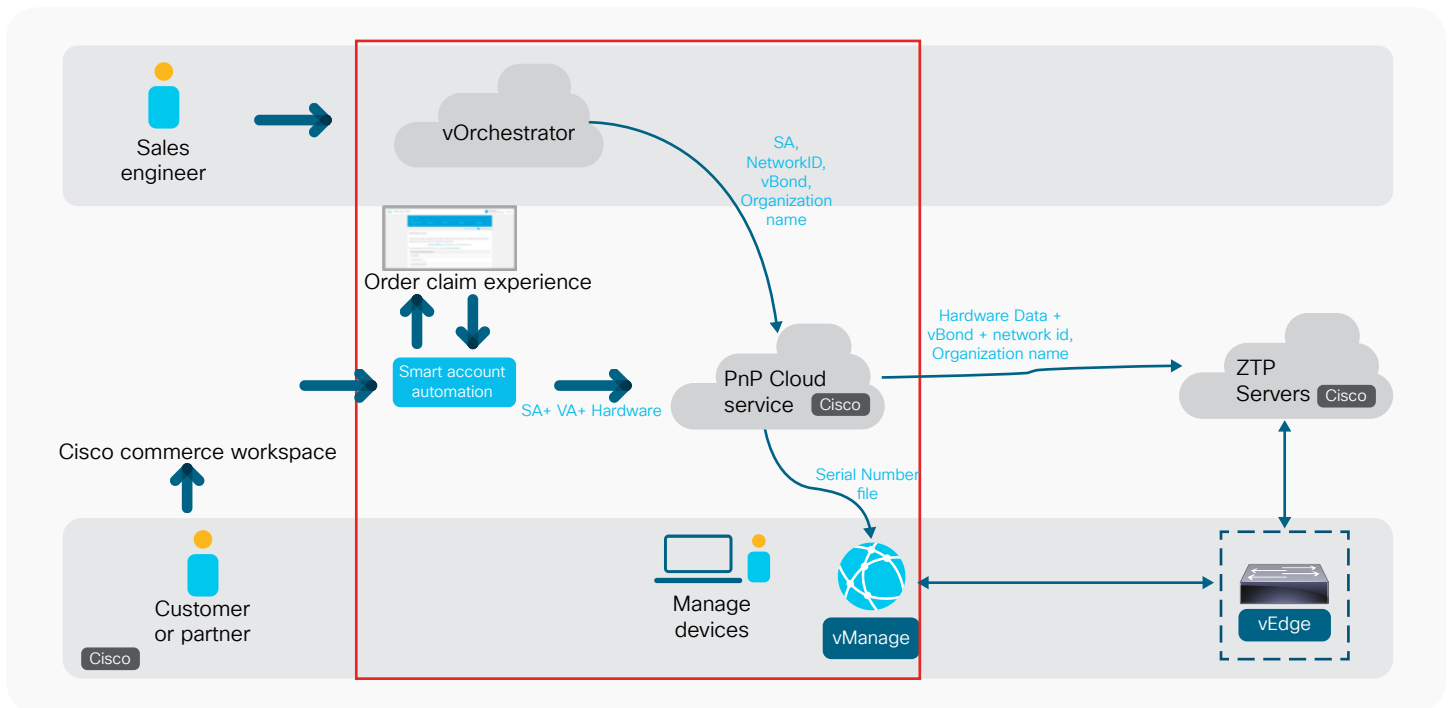 Sales
engineer
vOrchestrator
SA,
NetworkID,
vBond,
Organization
name
Order claim experience
Smart account
automation
SA+ VA+ Hardware
PnP Cloud
service
Cisco
Hardware Data +
vBond + network id,
Organization name
ZTP
Servers
Cisco
Cisco commerce workspace
Serial Number
file
Customer
or partner
Cisco
Manage
devices
vManage
vEdge